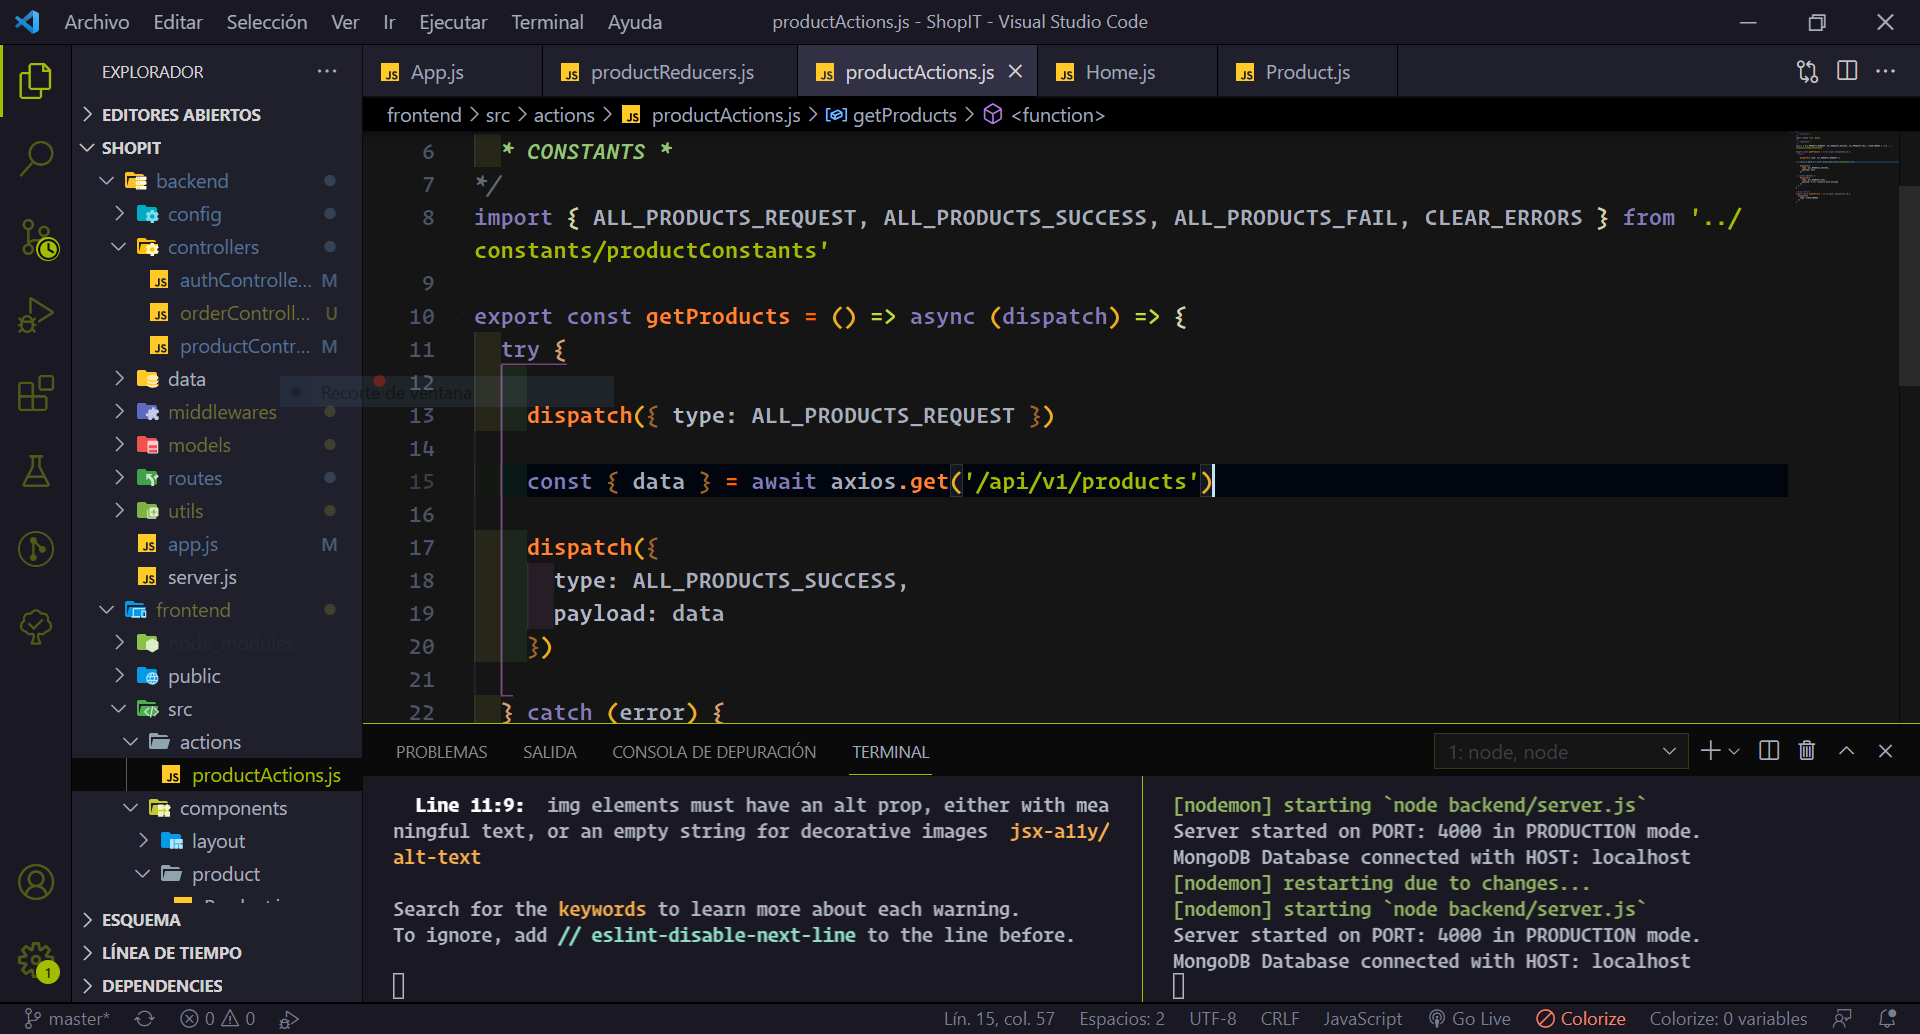 Archivo Editar Selección Ver Ir Ejecutar Terminal Ayuda productActions.js - ShopIT - Visual Studio Code
EXPLORADOR
EDITORES ABIERTOS
SHOPIT
backend
config
controllers
authControlle... M
orderControll... U
productContr... M
data
middlewares
models
routes
utils
app.js M
server.js
frontend
node_modules
public
src
actions
productActions.js
components
layout
product
ESQUEMA
LÍNEA DE TIEMPO
DEPENDENCIES
Recorte de ventana
App.js productReducers.js productActions.js Home.js Product.js
frontend > src > actions > productActions.js > getProducts > <function>
6 * CONSTANTS *
7 */
8 import { ALL_PRODUCTS_REQUEST, ALL_PRODUCTS_SUCCESS, ALL_PRODUCTS_FAIL, CLEAR_ERRORS } from '../
constants/productConstants'
9
10 export const getProducts = () => async (dispatch) => {
11 try {
12
13 dispatch({ type: ALL_PRODUCTS_REQUEST })
14
15 const { data } = await axios.get('/api/v1/products')
16
17 dispatch({
18 type: ALL_PRODUCTS_SUCCESS,
19 payload: data
20 })
21
22 } catch (error) {
PROBLEMAS SALIDA CONSOLA DE DEPURACIÓN TERMINAL 1: node, node
Line 11:9: img elements must have an alt prop, either with mea
ningful text, or an empty string for decorative images jsx-a11y/
alt-text
Search for the keywords to learn more about each warning.
To ignore, add // eslint-disable-next-line to the line before.
[nodemon] starting `node backend/server.js`
Server started on PORT: 4000 in PRODUCTION mode.
MongoDB Database connected with HOST: localhost
[nodemon] restarting due to changes...
[nodemon] starting `node backend/server.js`
Server started on PORT: 4000 in PRODUCTION mode.
MongoDB Database connected with HOST: localhost
1
master* 0 0 Lín. 15, col. 57 Espacios: 2 UTF-8 CRLF JavaScript Go Live Colorize Colorize: 0 variables